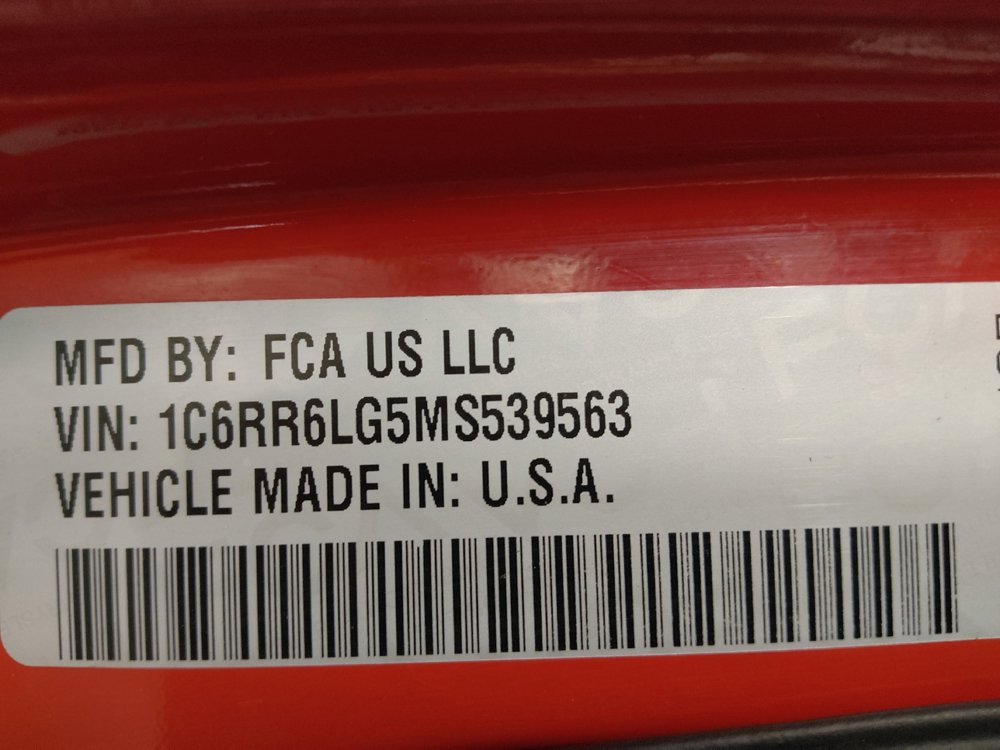 MFD BY: FCA US LLC
VIN: 1C6RR6LG5MS539563
VEHICLE MADE IN: U.S.A.